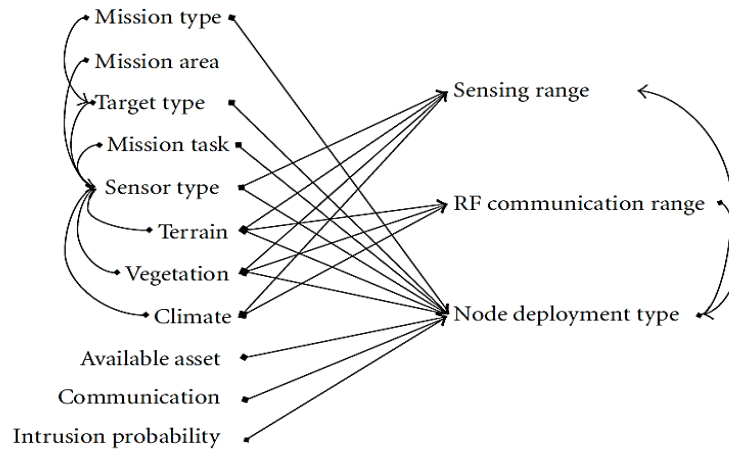 Mission type
Mission area
Target type
Mission task
Sensor type
Terrain
Vegetation
Climate
Available asset
Communication
Intrusion probability
Sensing range
RF communication range
Node deployment type